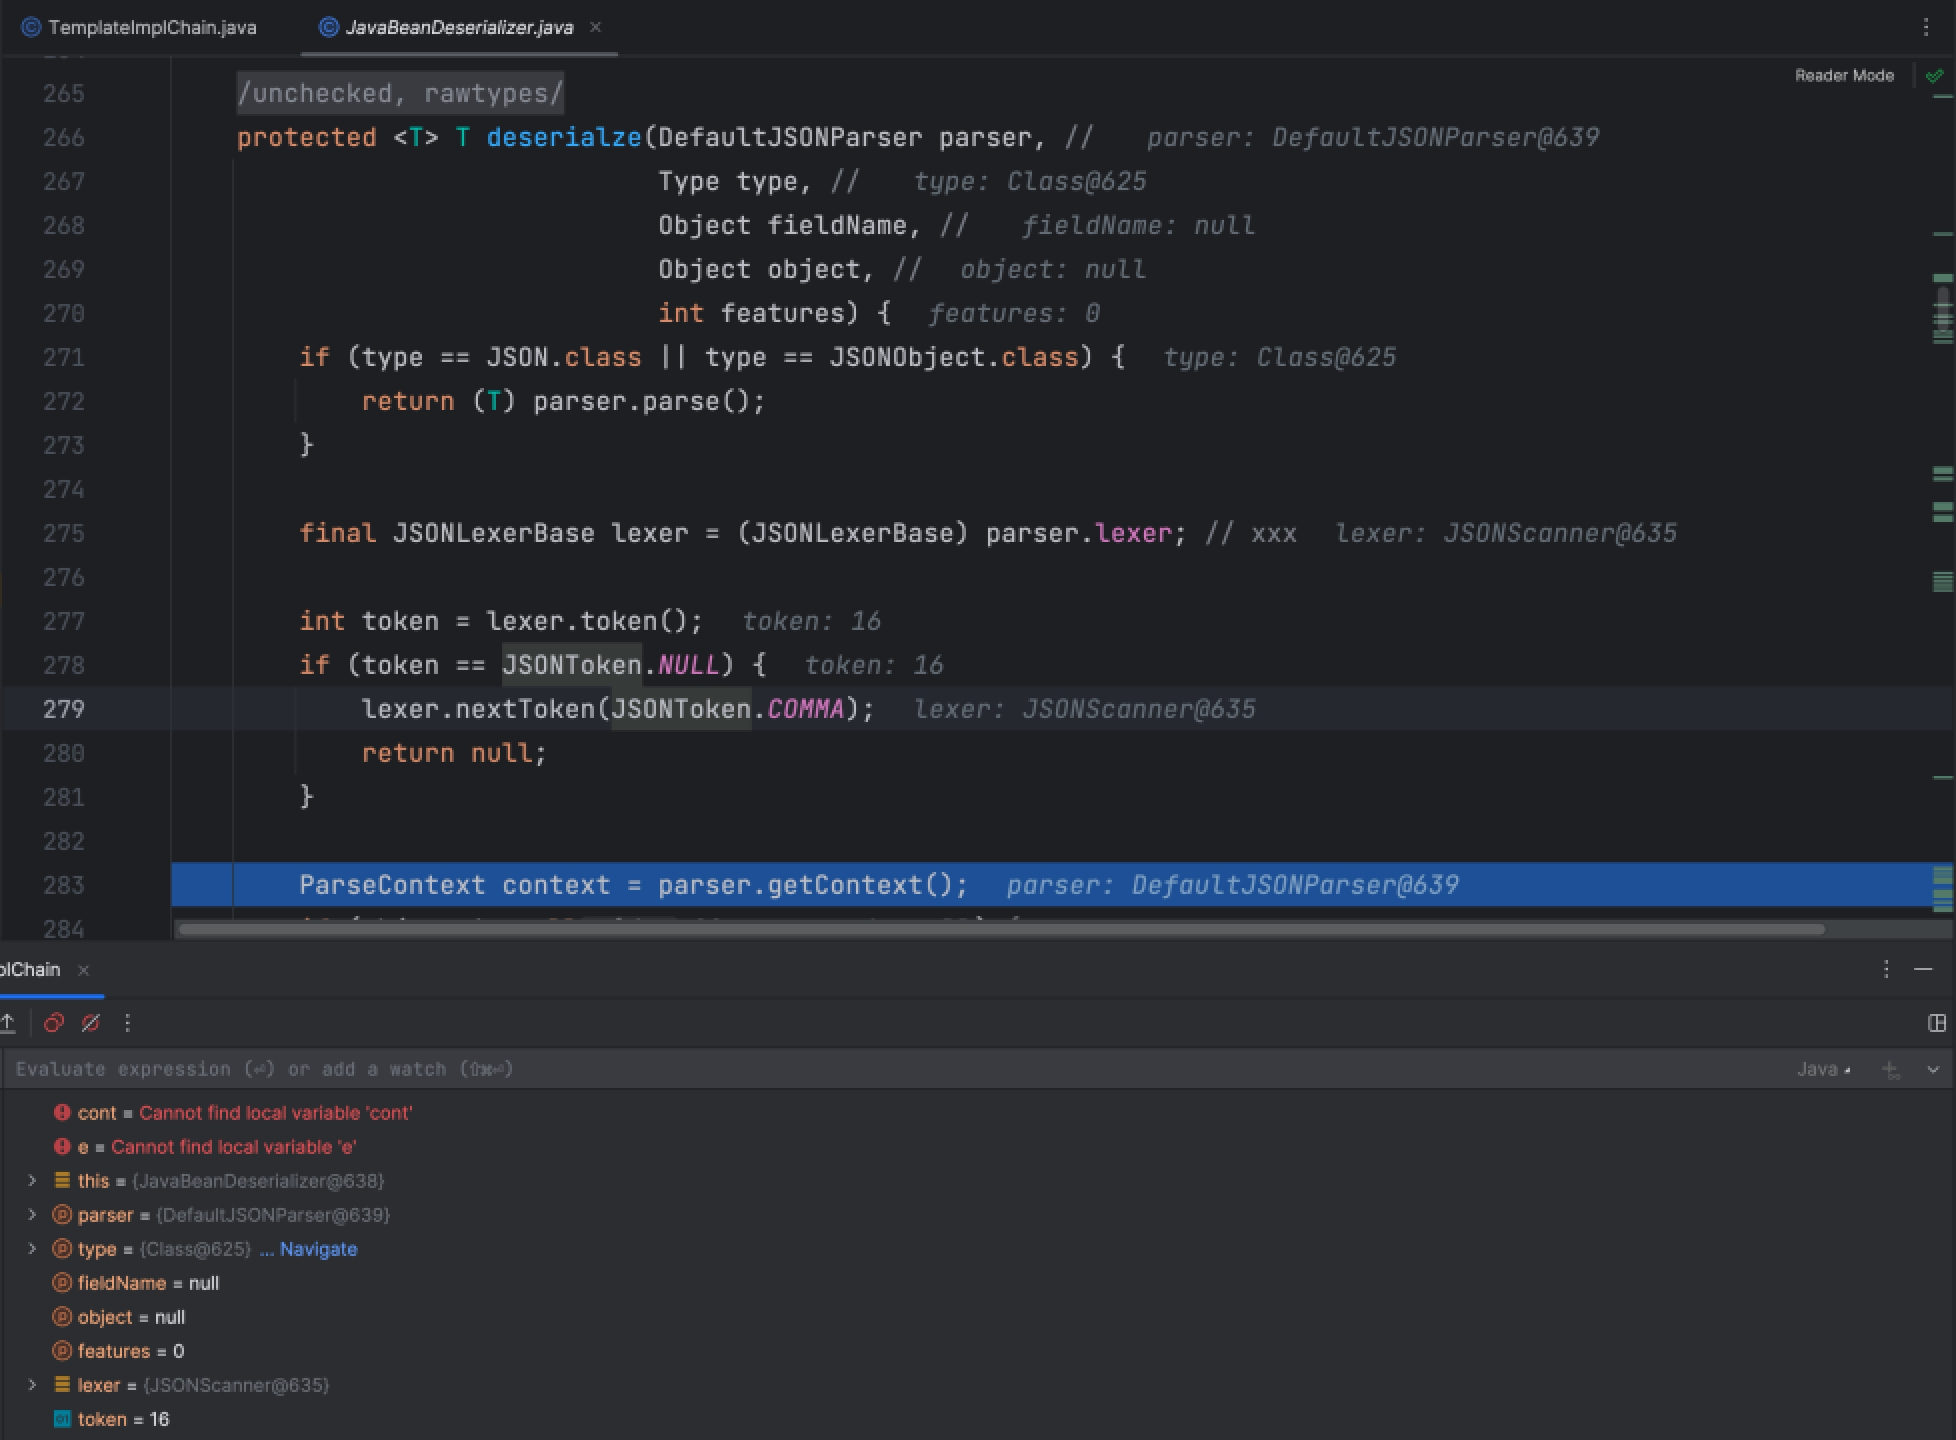 TemplateImplChain.java JavaBeanDeserializer.java
Reader Mode
265 /unchecked, rawtypes/
266 protected <T> T deserialze(DefaultJSONParser parser, // parser: DefaultJSONParser@639
267 Type type, // type: Class@625
268 Object fieldName, // fieldName: null
269 Object object, // object: null
270 int features) { features: 0
271 if (type == JSON.class || type == JSONObject.class) { type: Class@625
272 return (T) parser.parse();
273 }
274
275 final JSONLexerBase lexer = (JSONLexerBase) parser.lexer; // xxx lexer: JSONScanner@635
276
277 int token = lexer.token(); token: 16
278 if (token == JSONToken.NULL) { token: 16
279 lexer.nextToken(JSONToken.COMMA); lexer: JSONScanner@635
280 return null;
281 }
282
283 ParseContext context = parser.getContext(); parser: DefaultJSONParser@639
284
plChain
Evaluate expression (⏎) or add a watch (⇧⌘⏎) Java
cont = Cannot find local variable 'cont'
e = Cannot find local variable 'e'
this = {JavaBeanDeserializer@638}
parser = {DefaultJSONParser@639}
type = {Class@625} ... Navigate
fieldName = null
object = null
features = 0
lexer = {JSONScanner@635}
token = 16